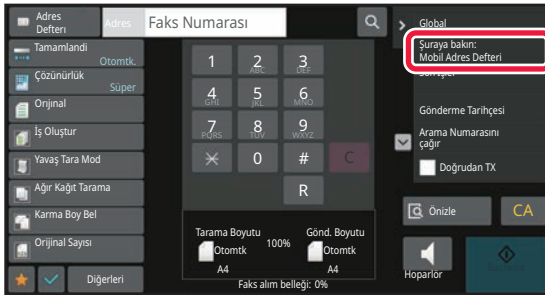 Adres
Defterı
Adres
Faks Numarası
Tamamlandi
Otomtk.
Çözünürlük
Süper
Orıjınal
İş Oluştur
Yavaş Tara Mod
Ağır Kağıt Tarama
Karma Boy Bel
Orijinal Sayısı
Diğerleri
1
2
ABC
3
DEF
4
GHI
5
JKL
6
MNO
7
PQRS
8
TUV
9
WXYZ
0
#
C
R
Tarama Boyutu
Otomtk
A4
100%
Gönd. Boyutu
Otomtk
A4
Faks alım belleği: 0%
Global
Şuraya bakın:
Mobil Adres Defteri
Gönderme Tarihçesi
Arama Numarasını
çağır
Doğrudan TX
Önizle
CA
Hoparlör